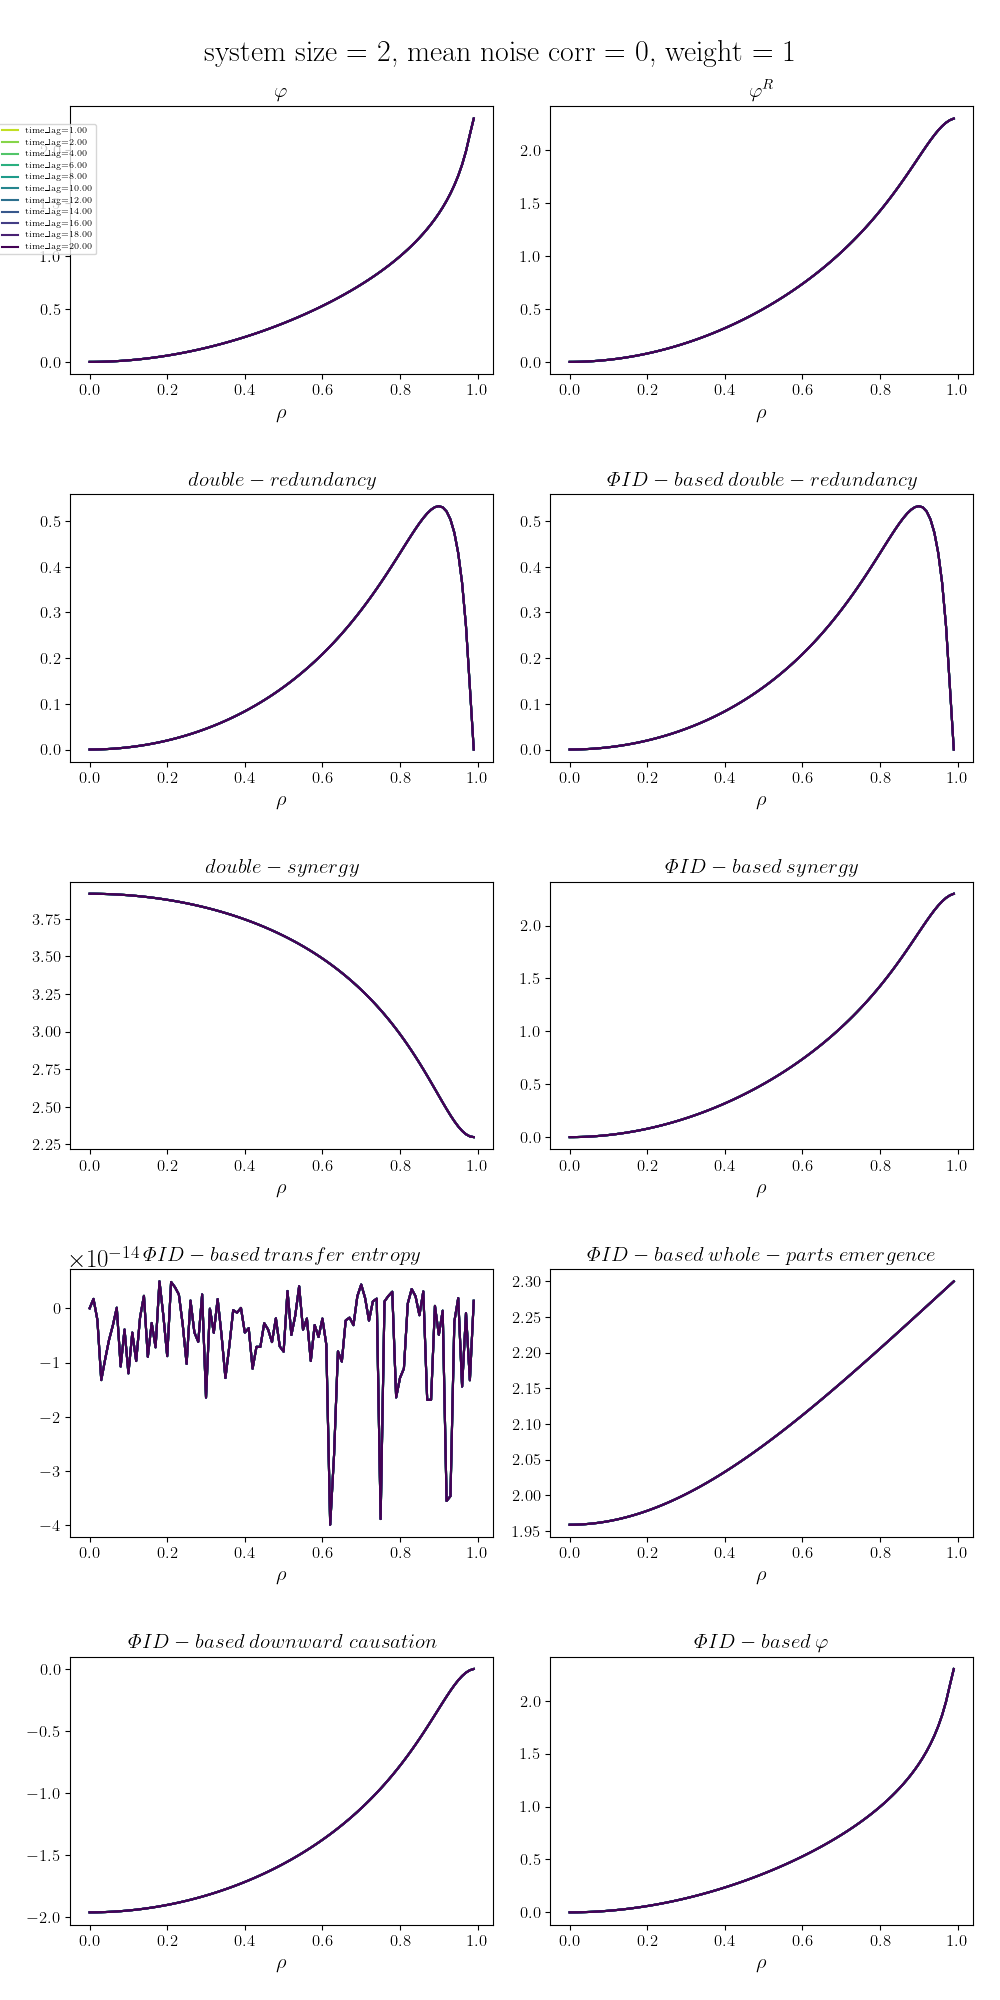 system size = 2, mean noise corr = 0, weight = 1
φ
time_lag=1.00
time_lag=2.00
time_lag=4.00
time_lag=6.00
time_lag=8.00
time_lag=10.00
time_lag=12.00
time_lag=14.00
time_lag=16.00
time_lag=18.00
time_lag=20.00
1.0
0.5
0.0
0.0 0.2 0.4 0.6 0.8 1.0
ρ
φ^R
2.0
1.5
1.0
0.5
0.0
0.0 0.2 0.4 0.6 0.8 1.0
ρ
double − redundancy
0.5
0.4
0.3
0.2
0.1
0.0
0.0 0.2 0.4 0.6 0.8 1.0
ρ
ΦID − based double − redundancy
0.5
0.4
0.3
0.2
0.1
0.0
0.0 0.2 0.4 0.6 0.8 1.0
ρ
double − synergy
3.75
3.50
3.25
3.00
2.75
2.50
2.25
0.0 0.2 0.4 0.6 0.8 1.0
ρ
ΦID − based synergy
2.0
1.5
1.0
0.5
0.0
0.0 0.2 0.4 0.6 0.8 1.0
ρ
×10^−14 ΦID − based transfer entropy
0
−1
−2
−3
−4
0.0 0.2 0.4 0.6 0.8 1.0
ρ
ΦID − based whole − parts emergence
2.30
2.25
2.20
2.15
2.10
2.05
2.00
1.95
0.0 0.2 0.4 0.6 0.8 1.0
ρ
ΦID − based downward causation
0.0
−0.5
−1.0
−1.5
−2.0
0.0 0.2 0.4 0.6 0.8 1.0
ρ
ΦID − based φ
2.0
1.5
1.0
0.5
0.0
0.0 0.2 0.4 0.6 0.8 1.0
ρ